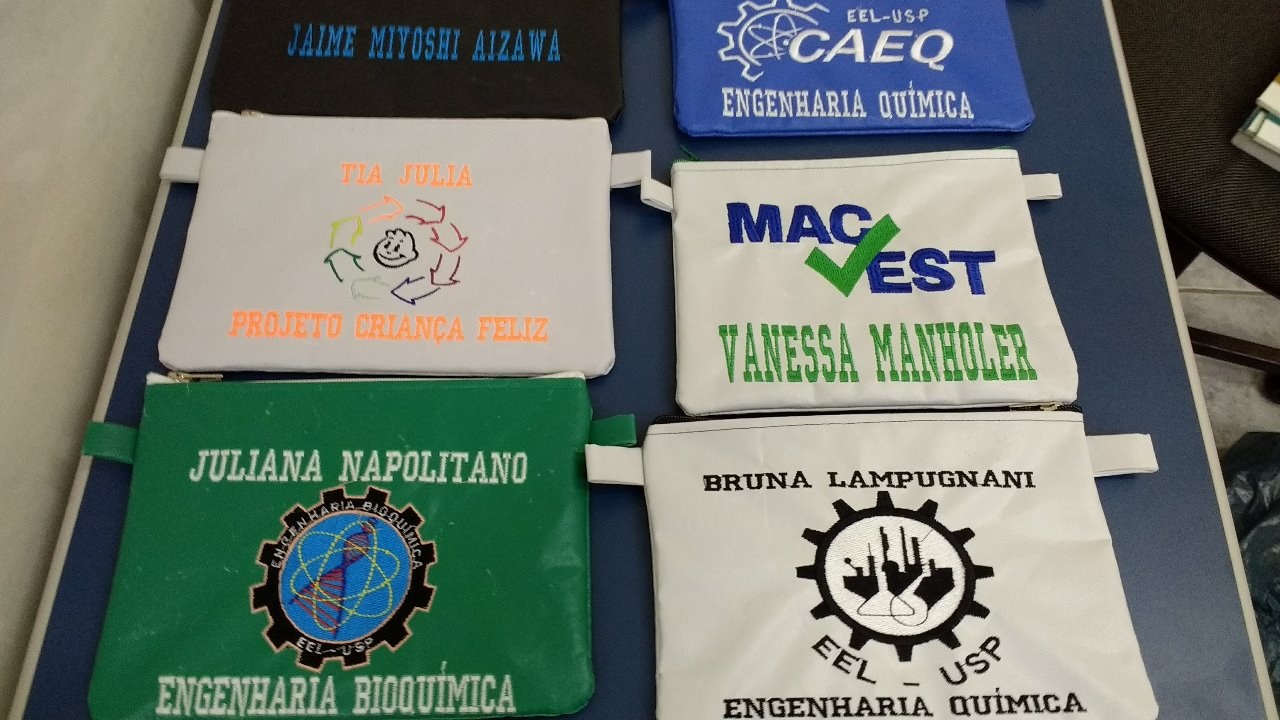 JAIME MIYOSHI AIZAWA
EEL-USP
CAEQ
ENGENHARIA QUÍMICA
TIA JULIA
PROJETO CRIANÇA FELIZ
MAC
EST
VANESSA MANHOLER
JULIANA NAPOLITANO
ENGENHARIA BIOQUÍMICA
EEL-USP
ENGENHARIA BIOQUÍMICA
BRUNA LAMPUGNANI
EEL - USP
ENGENHARIA QUÍMICA